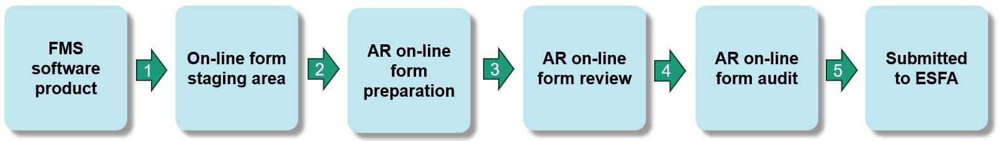 FMS
software
product
1
On-line form
staging area
2
AR on-line
form
preparation
3
AR on-line
form review
4
AR on-line
form audit
5
Submitted
to ESFA